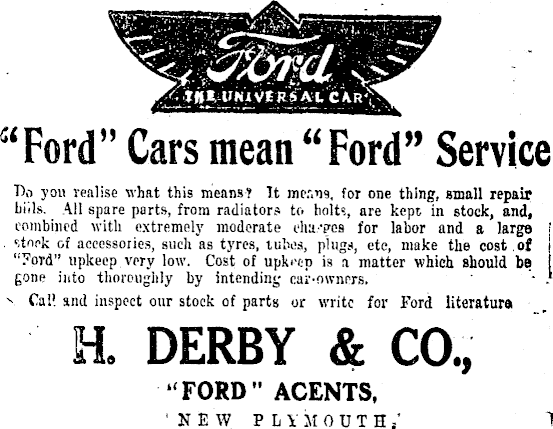 Ford
THE UNIVERSAL CAR
"Ford" Cars mean "Ford" Service
Do you realise what this means? It means, for one thing, small repair
bills. All spare parts, from radiators to bolts, are kept in stock, and,
combined with extremely moderate charges for labor and a large
stock of accessories, such as tyres, tubes, plugs, etc, make the cost of
"Ford" upkeep very low. Cost of upkeep is a matter which should be
gone into thoroughly by intending car-owners.
Call and inspect our stock of parts or write for Ford literature
H. DERBY & CO.,
"FORD" AGENTS,
NEW PLYMOUTH.